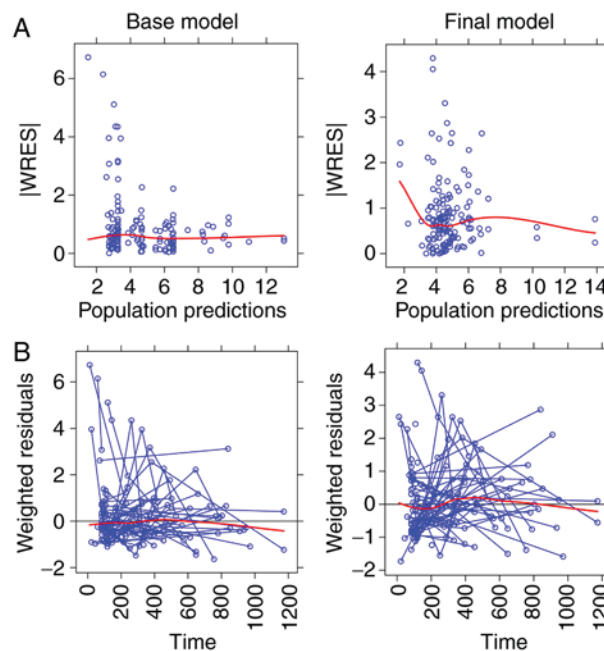 A
Base model
Final model
|WRES|
6
4
2
0
2 4 6 8 10 12
Population predictions
|WRES|
4
3
2
1
0
2 4 6 8 10 12 14
Population predictions
B
Weighted residuals
6
4
2
0
−2
0 200 400 600 800 1000 1200
Time
Weighted residuals
4
3
2
1
0
−1
−2
0 200 400 600 800 1000 1200
Time